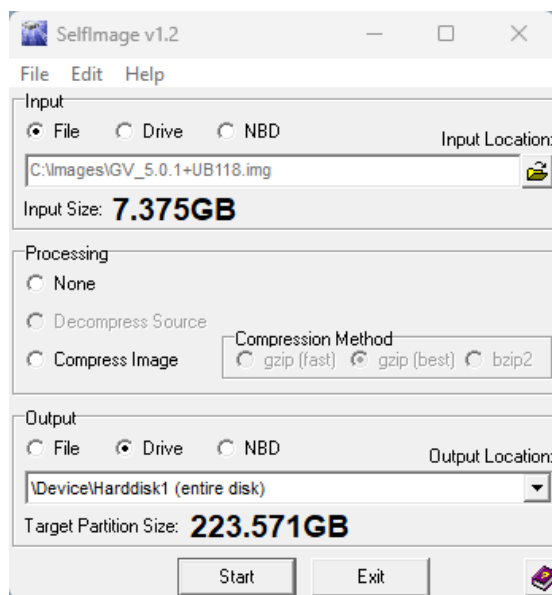 SelfImage v1.2
File Edit Help
Input
File Drive NBD
Input Location:
C:\Images\GV_5.0.1+UB118.img
Input Size: 7.375GB
Processing
None
Decompress Source
Compression Method
Compress Image gzip (fast) gzip (best) bzip2
Output
File Drive NBD
Output Location:
\Device\Harddisk1 (entire disk)
Target Partition Size: 223.571GB
Start Exit